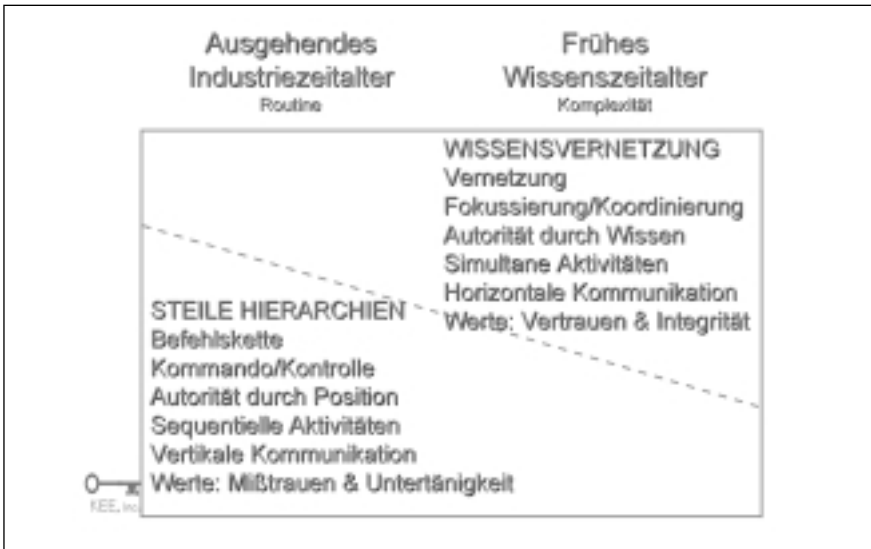 Ausgehendes
Industriezeitalter
Routine
Frühes
Wissenszeitalter
Komplexität
WISSENSVERNETZUNG
Vernetzung
Fokussierung/Koordinierung
Autorität durch Wissen
Simultane Aktivitäten
Horizontale Kommunikation
Werte: Vertrauen & Integrität
STEILE HIERARCHIEN
Befehlskette
Kommando/Kontrolle
Autorität durch Position
Sequentielle Aktivitäten
Vertikale Kommunikation
Werte: Mißtrauen & Untertänigkeit
KEE, Inc.